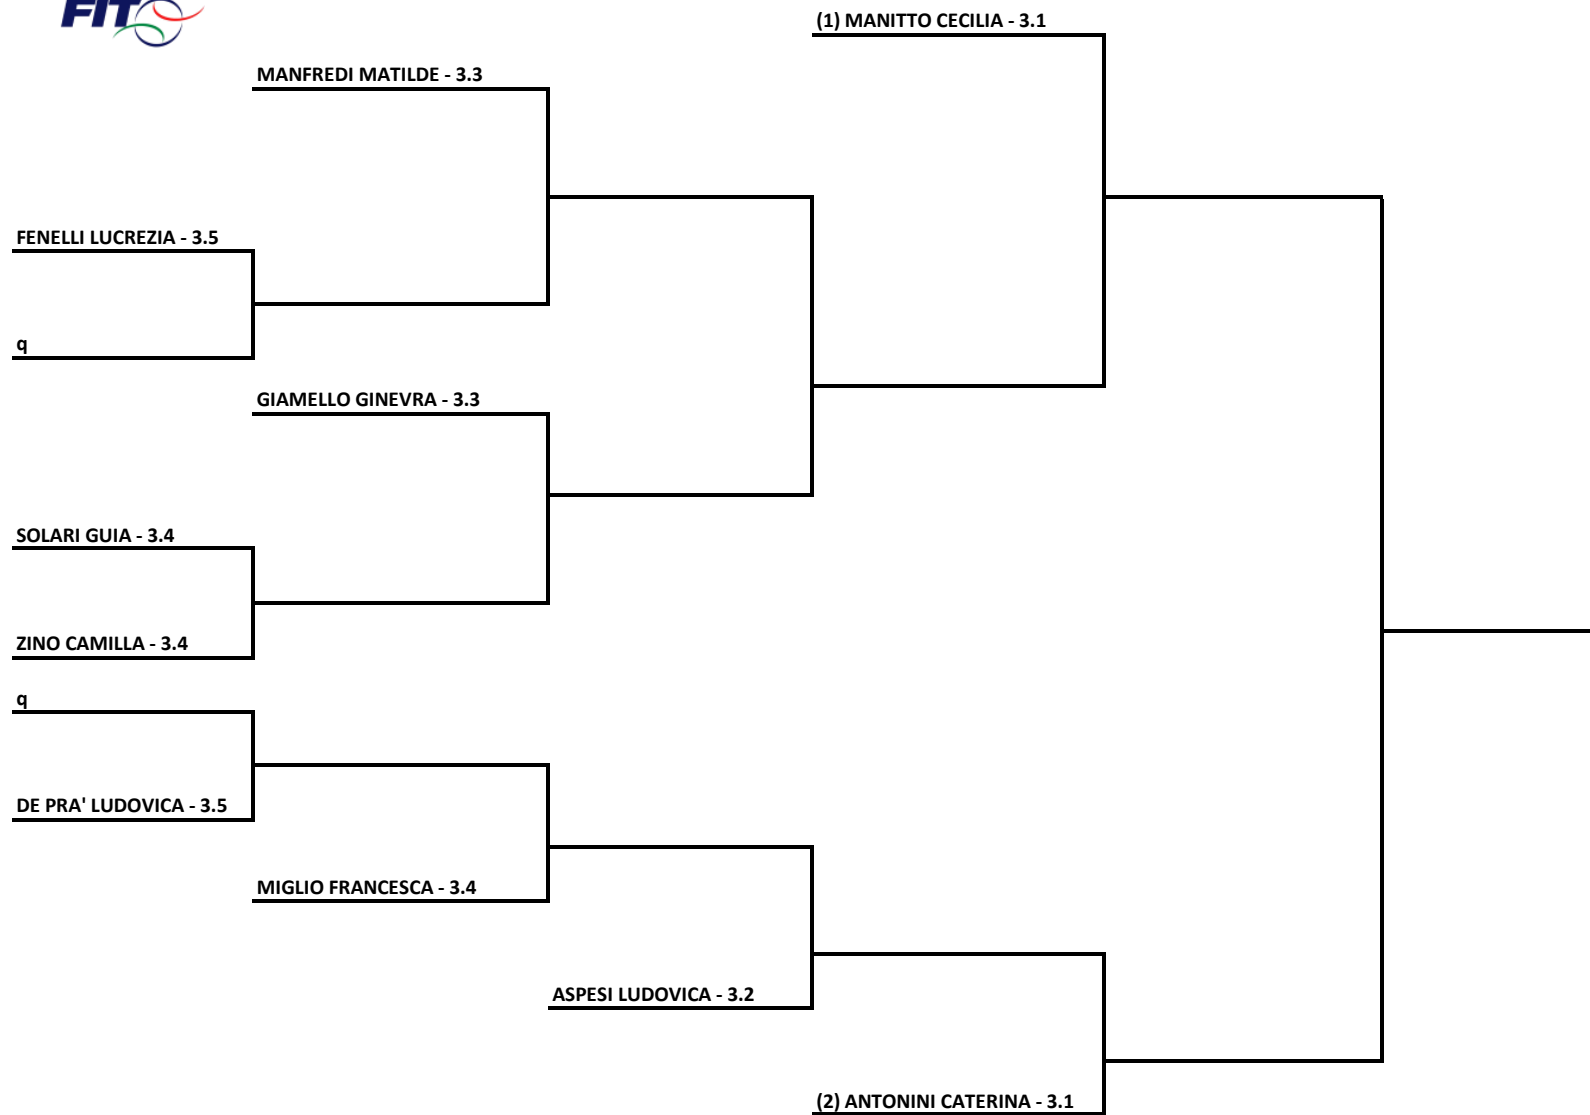 FIT
(1) MANITTO CECILIA - 3.1
MANFREDI MATILDE - 3.3
FENELLI LUCREZIA - 3.5
q
GIAMELLO GINEVRA - 3.3
SOLARI GUIA - 3.4
ZINO CAMILLA - 3.4
q
DE PRA' LUDOVICA - 3.5
MIGLIO FRANCESCA - 3.4
ASPESI LUDOVICA - 3.2
(2) ANTONINI CATERINA - 3.1